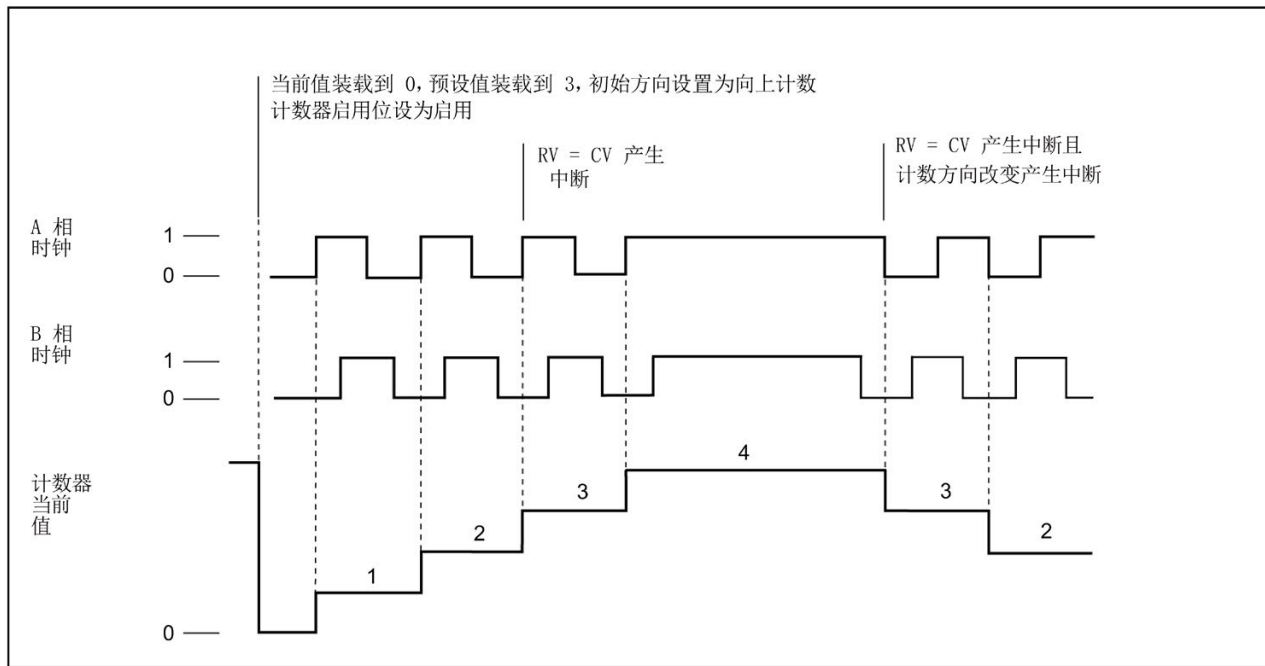 当前值装载到 0,预设值装载到 3,初始方向设置为向上计数
计数器启用位设为启用
RV = CV 产生
中断
RV = CV 产生中断且
计数方向改变产生中断
A 相
时钟
1
0
B 相
时钟
1
0
计数器
当前
值
4
3
3
2
2
1
0